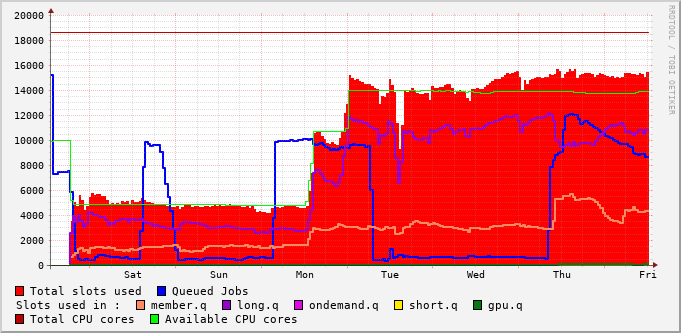 RRDTOOL / TOBI OETIKER
20000
18000
16000
14000
12000
10000
8000
6000
4000
2000
0
Sat Sun Mon Tue Wed Thu Fri
Total slots used Queued Jobs
Slots used in : member.q long.q ondemand.q short.q gpu.q
Total CPU cores Available CPU cores